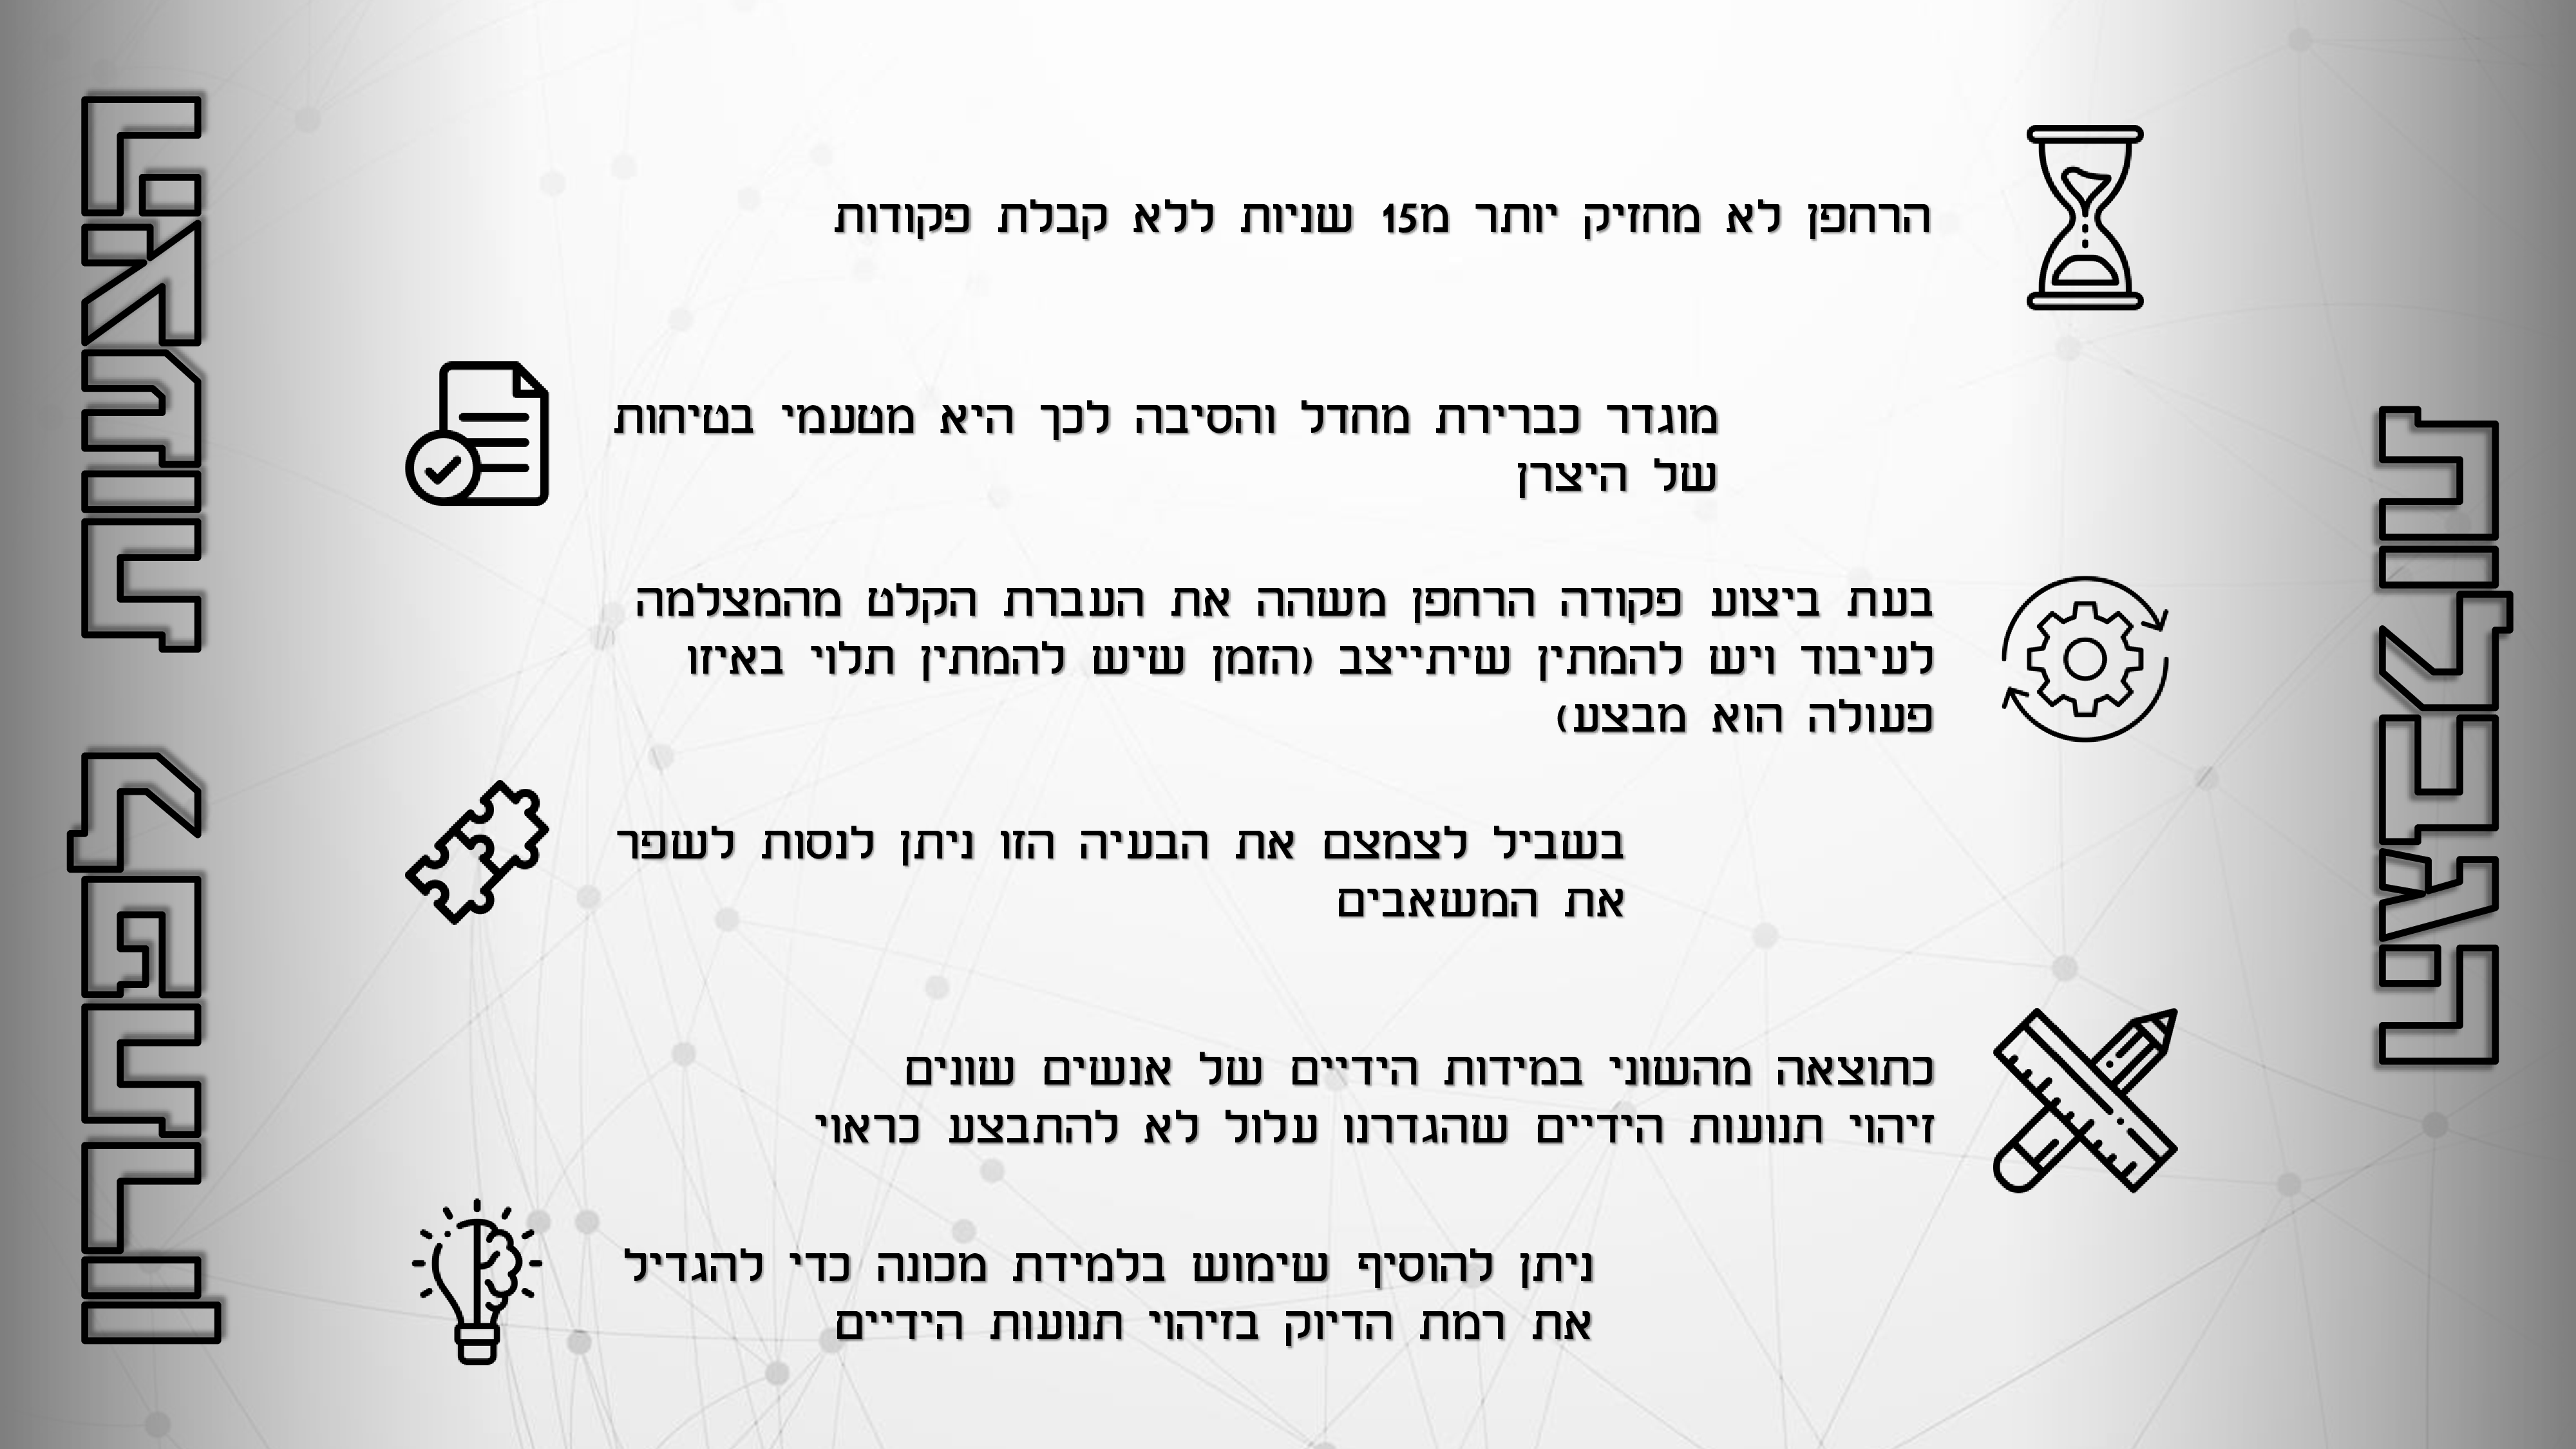 הגבלות
הרחפן לא מחזיק יותר מ15 שניות ללא קבלת פקודות
מוגדר כברירת מחדל והסיבה לכך היא מטעמי בטיחות
של היצרן
בעת ביצוע פקודה הרחפן משהה את העברת הקלט מהמצלמה
לעיבוד ויש להמתין שיתייצב (הזמן שיש להמתין תלוי באיזו
פעולה הוא מבצע)
בשביל לצמצם את הבעיה הזו ניתן לנסות לשפר
את המשאבים
כתוצאה מהשוני במידות הידיים של אנשים שונים
זיהוי תנועות הידיים שהגדרנו עלול לא להתבצע כראוי
ניתן להוסיף שימוש בלמידת מכונה כדי להגדיל
את רמת הדיוק בזיהוי תנועות הידיים
האשות לפתרון